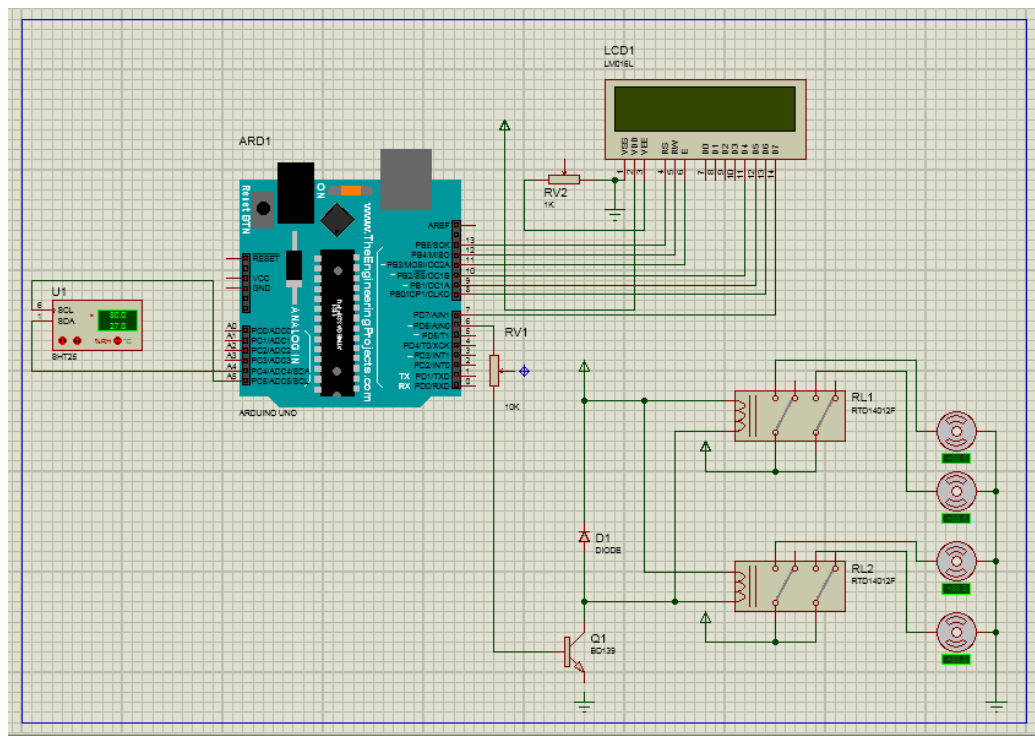 LCD1
LM016L
VSS
VDD
VEE
RS
RW
E
D0
D1
D2
D3
D4
D5
D6
D7
1
2
3
4
5
6
7
8
9
10
11
12
13
14
RV2
1K
ARD1
Reset BTN
ON
www.TheEngineeringProjects.com
ANALOG IN
RESET
VCC
GND
AREF
PB5/SCK
PB4/MISO
PB3/MOSI/OC2A
PB2/SS/OC1B
PB1/OC1A
PB0/ICP1/CLKO
13
12
11
10
9
8
PD7/AIN1
PD6/AIN0
PD5/T1
PD4/T0/XCK
PD3/INT1
PD2/INT0
TX PD1/TXD
RX PD0/RXD
7
6
5
4
3
2
1
0
A0 PC0/ADC0
A1 PC1/ADC1
A2 PC2/ADC2
A3 PC3/ADC3
A4 PC4/ADC4/SDA
A5 PC5/ADC5/SCL
ARDUINO UNO
U1
6 SCL
1 SDA
27.0
%RH °C
SHT25
RV1
10K
RL1
RTD14012F
D1
DIODE
RL2
RTD14012F
Q1
BD139